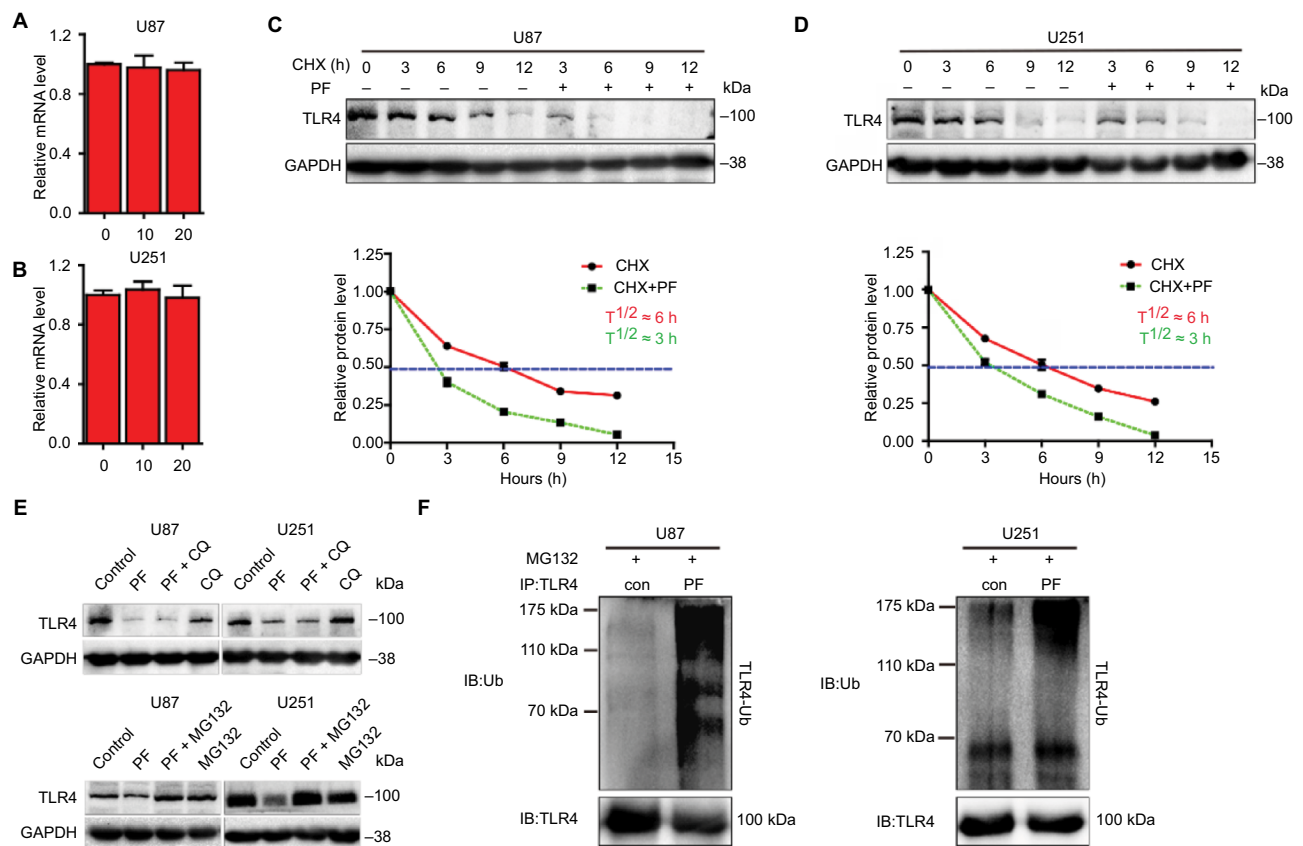 A
U87
Relative mRNA level
1.2
0.8
0.4
0.0
0 10 20
B
U251
Relative mRNA level
1.2
0.8
0.4
0.0
0 10 20
C
U87
CHX (h) 0 3 6 9 12 3 6 9 12
PF – – – – – + + + + kDa
TLR4 –100
GAPDH –38
Relative protein level
1.25
1.00
0.75
0.50
0.25
0.00
CHX
CHX+PF
T1/2 ≈ 6 h
T1/2 ≈ 3 h
0 3 6 9 12 15
Hours (h)
D
U251
CHX (h) 0 3 6 9 12 3 6 9 12
PF – – – – – + + + + kDa
TLR4 –100
GAPDH –38
Relative protein level
1.25
1.00
0.75
0.50
0.25
0.00
CHX
CHX+PF
T1/2 ≈ 6 h
T1/2 ≈ 3 h
0 3 6 9 12 15
Hours (h)
E
U87 U251
Control PF PF + CQ CQ Control PF PF + CQ CQ kDa
TLR4 –100
GAPDH –38
U87 U251
Control PF PF + MG132 MG132 Control PF PF + MG132 MG132 kDa
TLR4 –100
GAPDH –38
F
U87
MG132 + +
IP:TLR4 con PF
175 kDa
110 kDa
70 kDa
IB:Ub
TLR4-Ub
IB:TLR4 100 kDa
U251
+ +
con PF
175 kDa
110 kDa
70 kDa
IB:Ub
TLR4-Ub
IB:TLR4 100 kDa